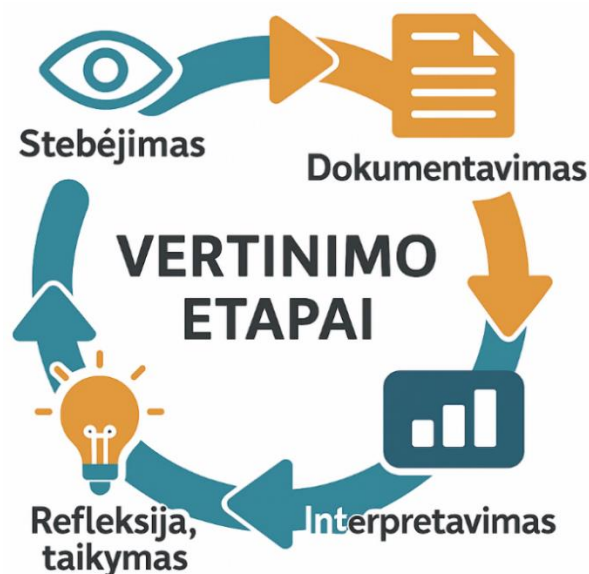 Stebėjimas
Dokumentavimas
VERTINIMO
ETAPAI
Refleksija,
taikymas
Interpretavimas